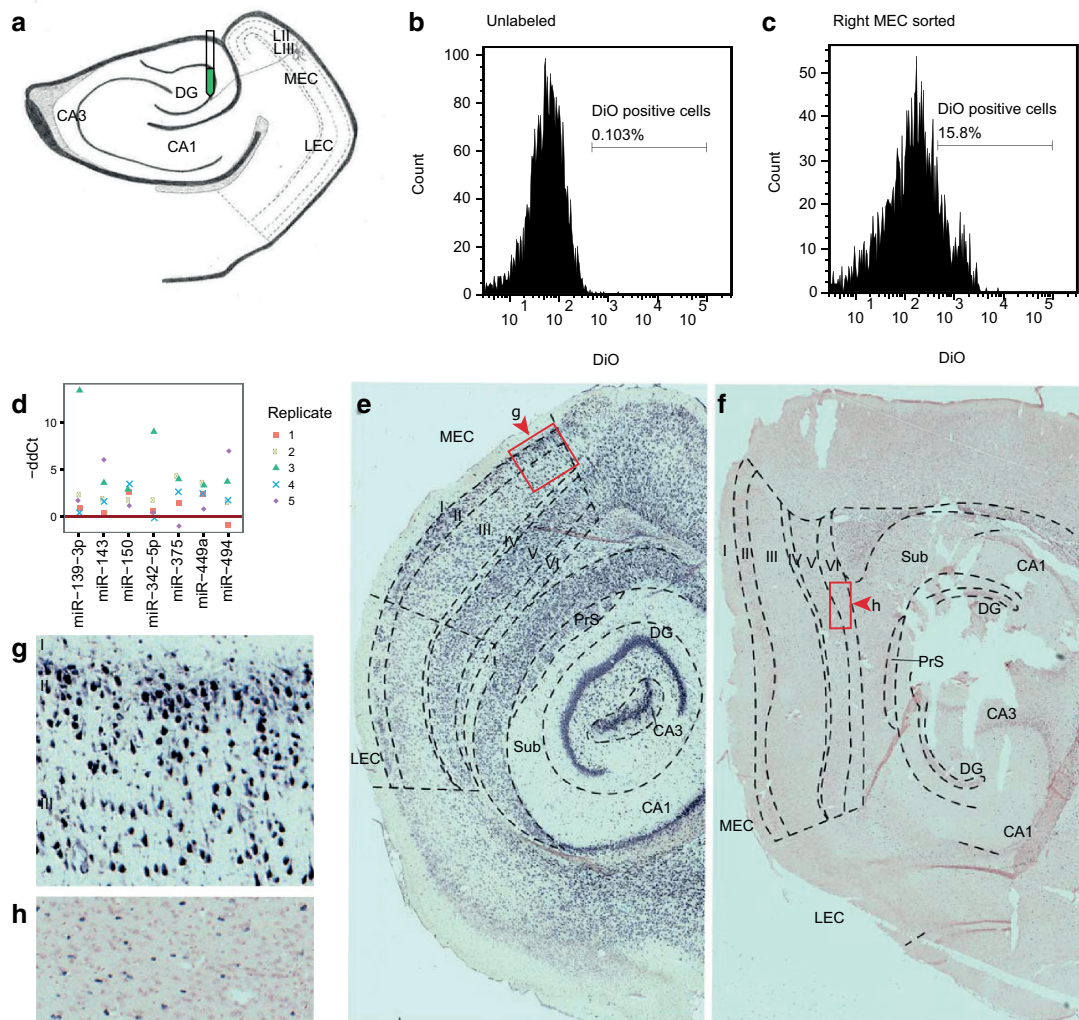 a
LII
LIII
MEC
DG
CA3
CA1
LEC
b
Unlabeled
100
80
60
40
20
0
Count
DiO positive cells
0.103%
10 1
10 2
10 3
10 4
10 5
DiO
c
Right MEC sorted
50
40
30
20
10
0
Count
DiO positive cells
15.8%
10 1
10 2
10 3
10 4
10 5
DiO
d
−ddCt
10
5
0
miR−139−3p
miR−143
miR−150
miR−342−5p
miR−375
miR−449a
miR−494
Replicate
1
2
3
4
5
e
g
MEC
I
II
III
IV
V
VI
PrS
DG
Sub
CA3
LEC
CA1
f
I
II
III
IV
V
VI
Sub
CA1
h
DG
PrS
CA3
DG
MEC
CA1
LEC
g
I
II
III
h